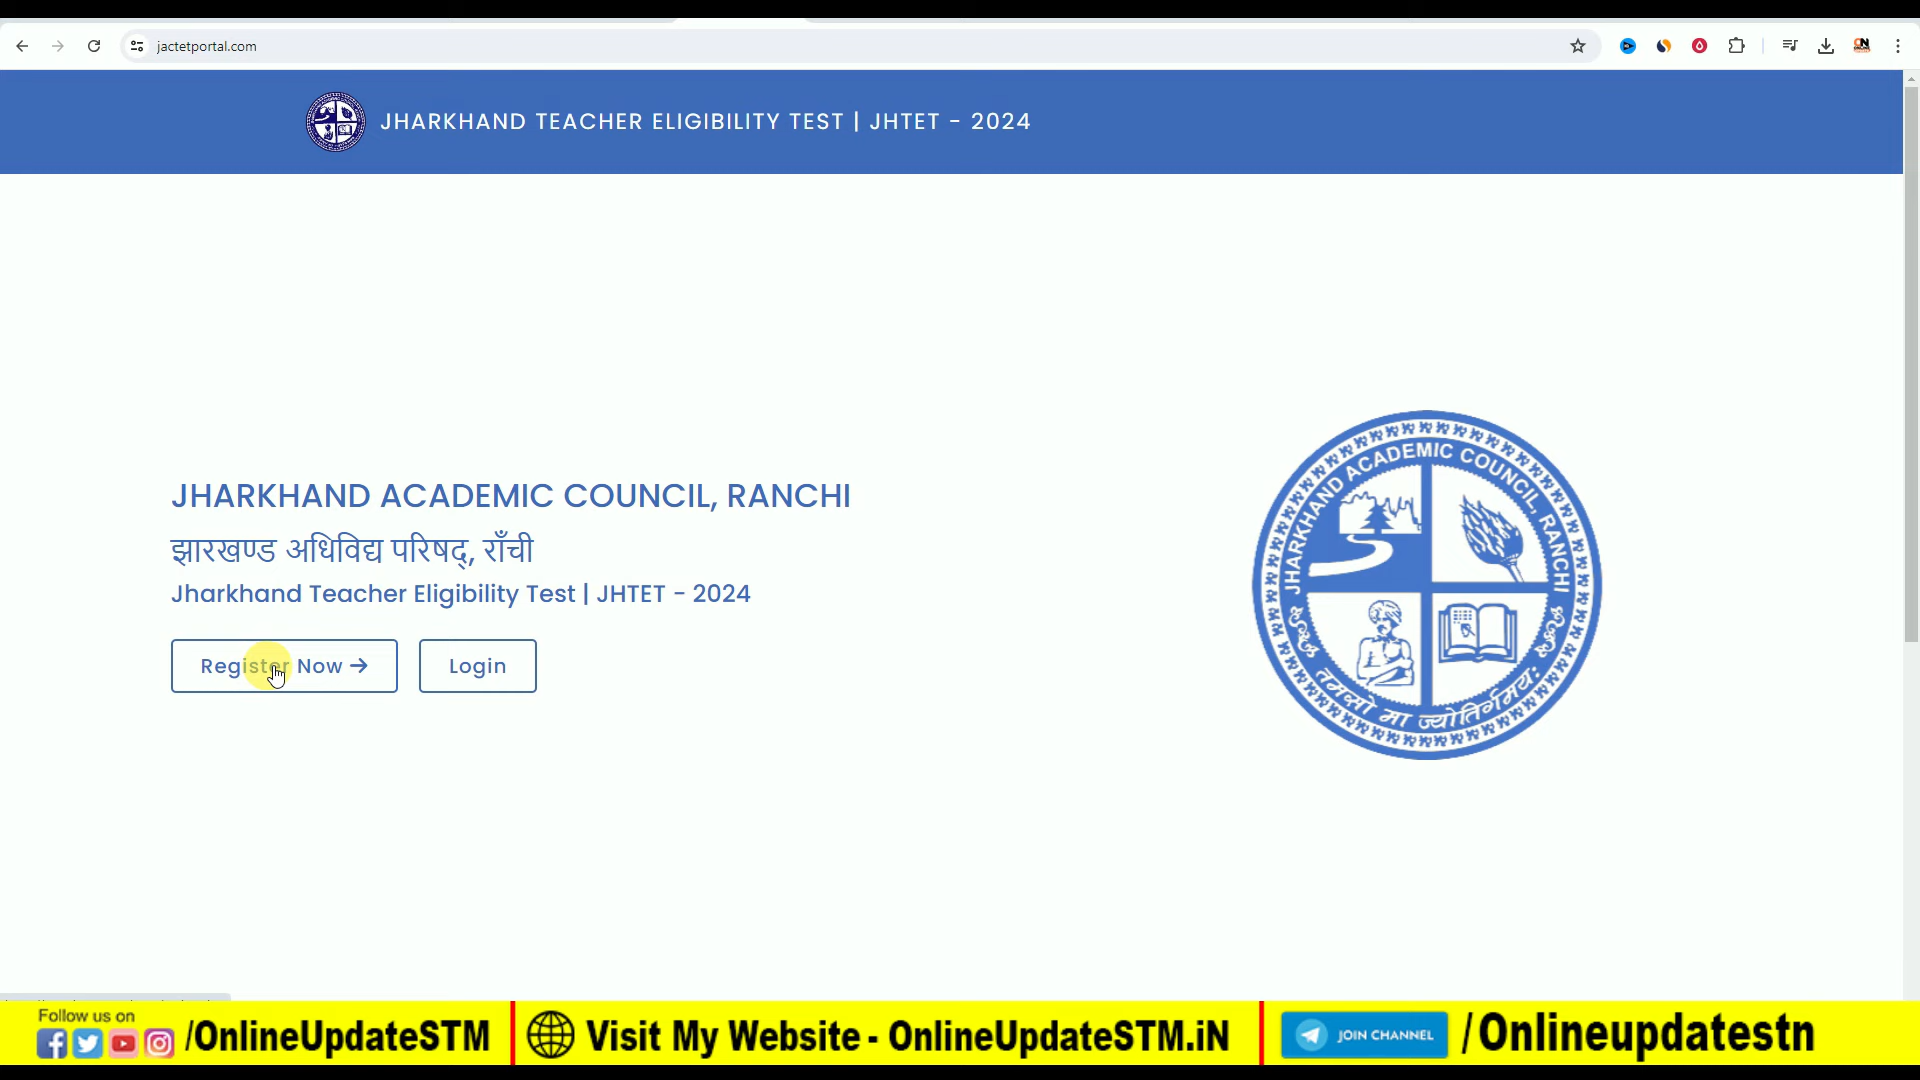 jactetportal.com
JHARKHAND TEACHER ELIGIBILITY TEST | JHTET - 2024
JHARKHAND ACADEMIC COUNCIL, RANCHI
झारखण्ड अधिविद्य परिषद्, राँची
Jharkhand Teacher Eligibility Test | JHTET - 2024
Register Now →
Login
JHARKHAND ACADEMIC COUNCIL, RANCHI
तमसो मा ज्योतिर्गमयः
Follow us on
/OnlineUpdateSTM
Visit My Website - OnlineUpdateSTM.iN
JOIN CHANNEL
/Onlineupdatestn